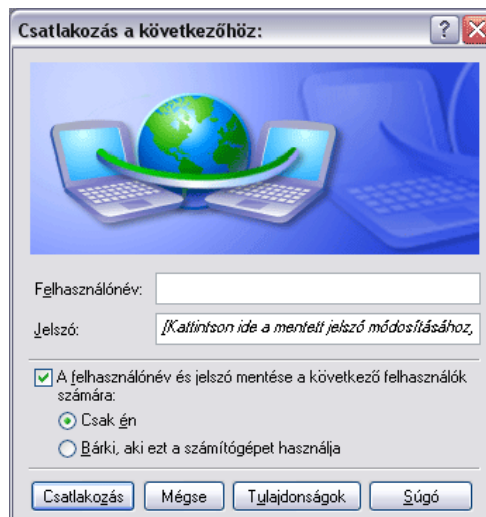 Csatlakozás a következőhöz:
Felhasználónév:
Jelszó: [Kattintson ide a mentett jelszó módosításához,
A felhasználónév és jelszó mentése a következő felhasználók
számára:
Csak én
Bárki, aki ezt a számítógépet használja
Csatlakozás Mégse Tulajdonságok Súgó